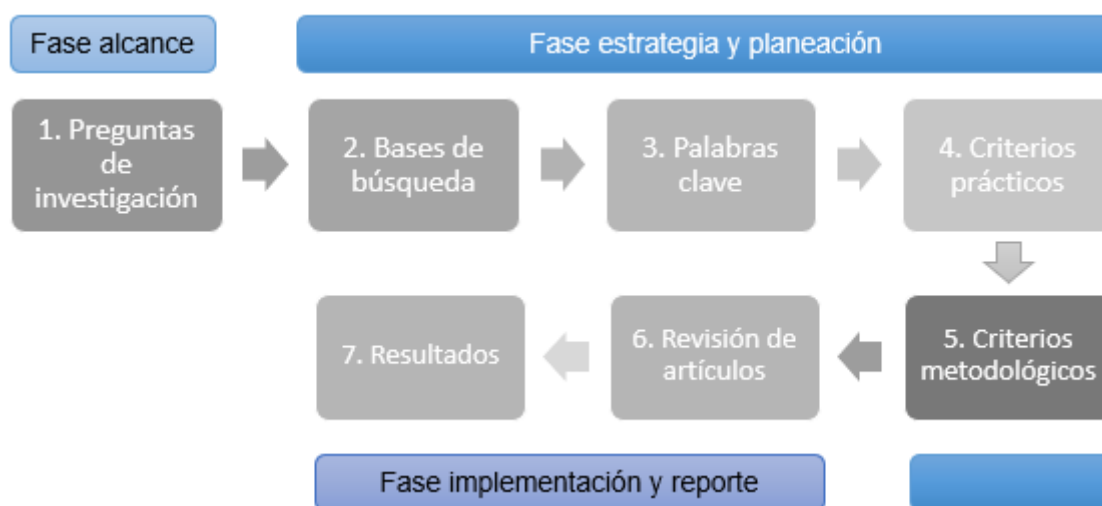 Fase alcance
Fase estrategia y planeación
1. Preguntas
de
investigación
2. Bases de
búsqueda
3. Palabras
clave
4. Criterios
prácticos
7. Resultados
6. Revisión de
artículos
5. Criterios
metodológicos
Fase implementación y reporte